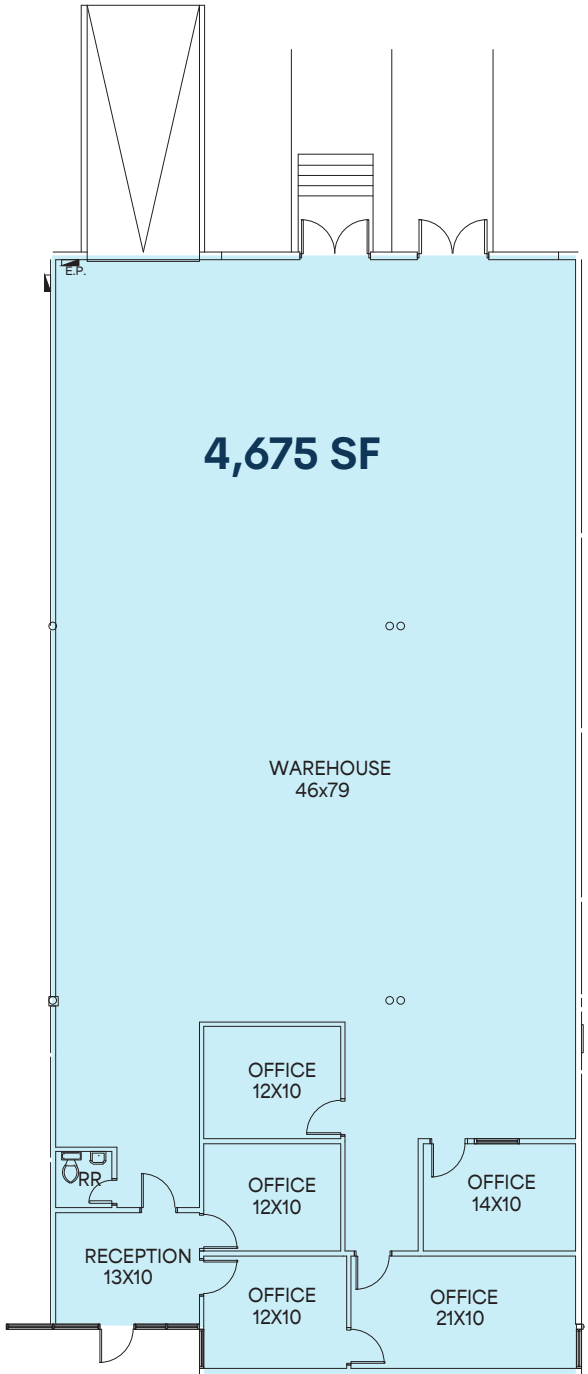 E.P.
4,675 SF
WAREHOUSE
46x79
OFFICE
12X10
RR
OFFICE
12X10
OFFICE
14X10
RECEPTION
13X10
OFFICE
12X10
OFFICE
21X10